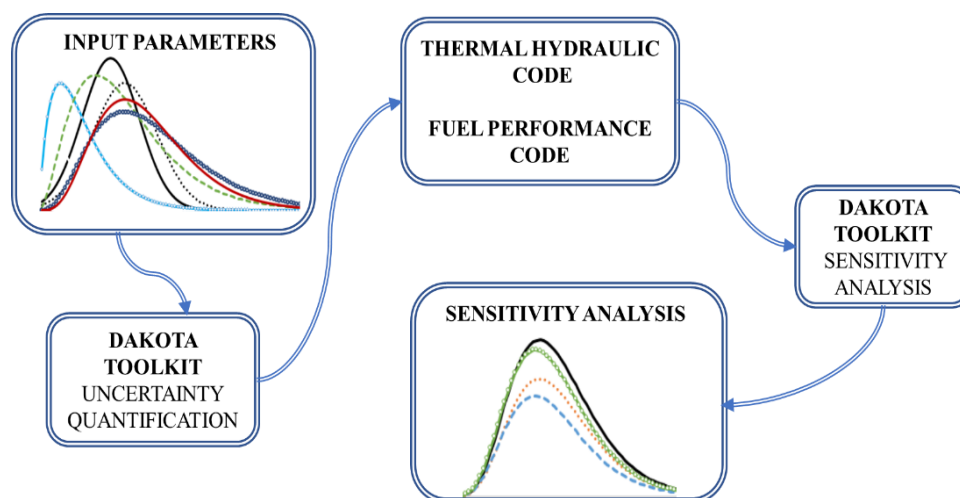 INPUT PARAMETERS
DAKOTA
TOOLKIT
UNCERTAINTY
QUANTIFICATION
THERMAL HYDRAULIC
CODE
FUEL PERFORMANCE
CODE
DAKOTA
TOOLKIT
SENSITIVITY
ANALYSIS
SENSITIVITY ANALYSIS